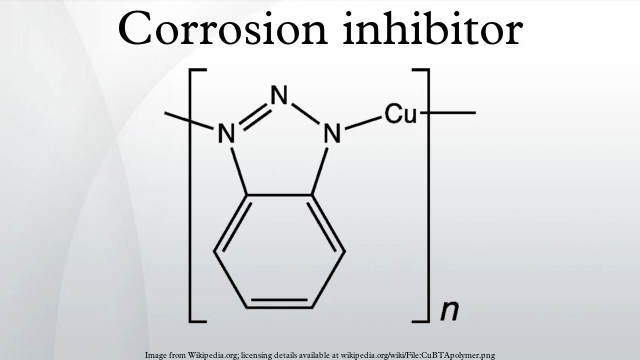 Corrosion inhibitor
N
N
N
Cu
n
Image from Wikipedia.org; licensing details available at wikipedia.org/wiki/File:CuBTApolymer.png